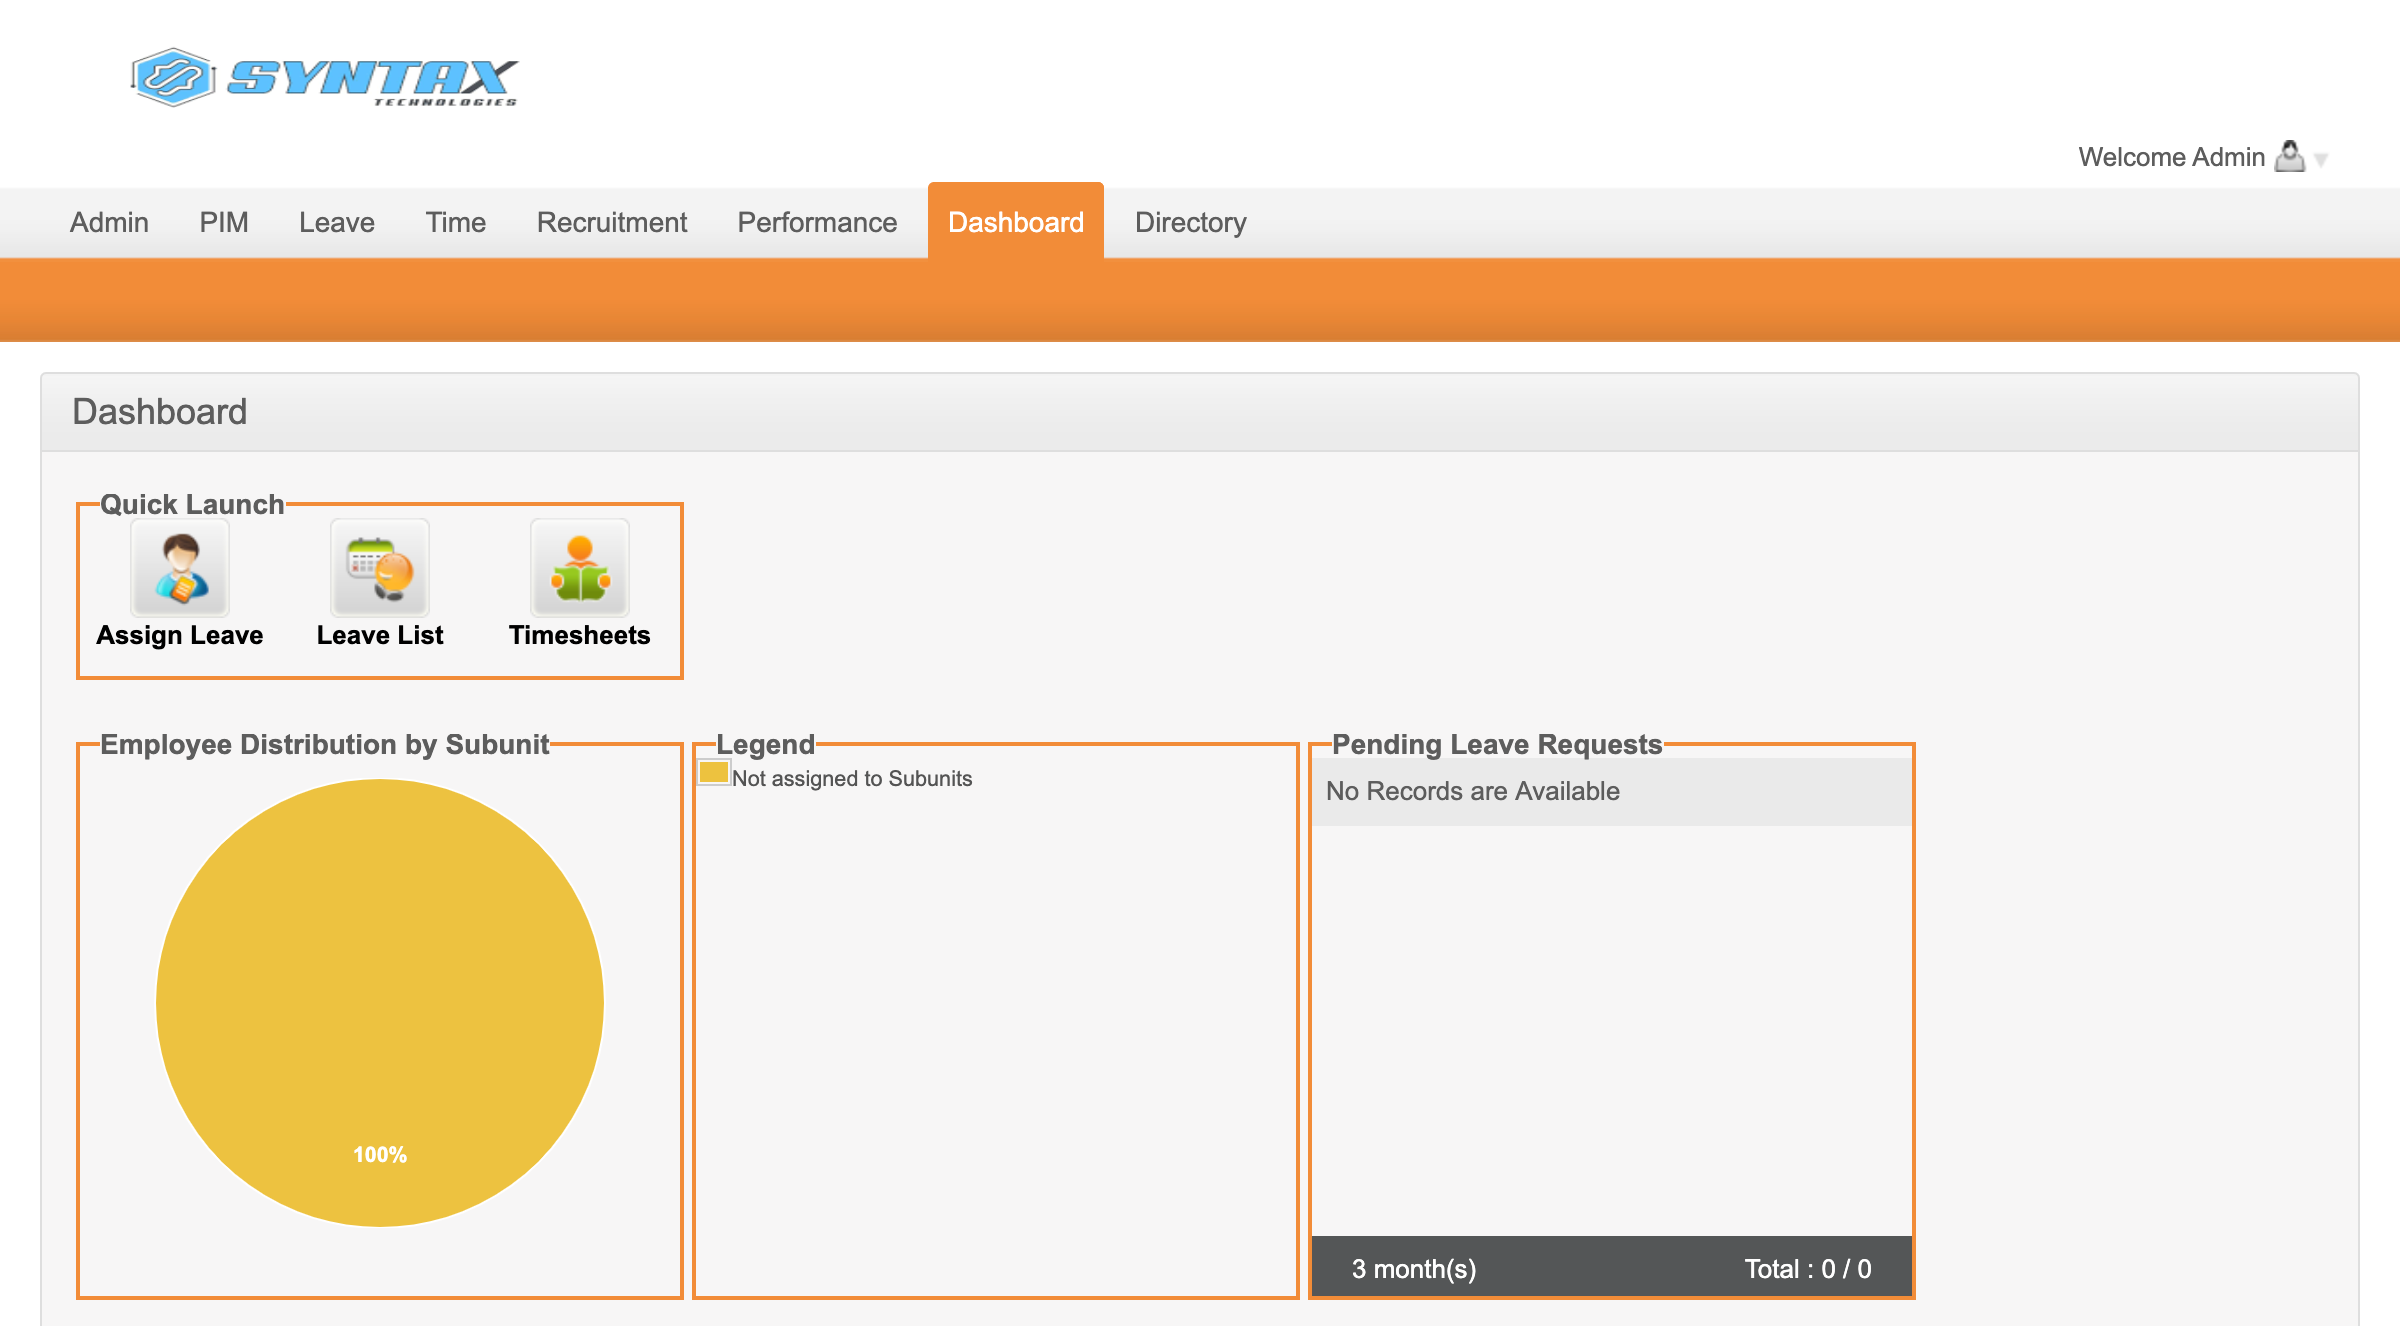 SYNTAX
TECHNOLOGIES
Welcome Admin
Admin PIM Leave Time Recruitment Performance Dashboard Directory
Dashboard
Quick Launch
Assign Leave Leave List Timesheets
Employee Distribution by Subunit
100%
Legend
Not assigned to Subunits
Pending Leave Requests
No Records are Available
3 month(s) Total : 0 / 0